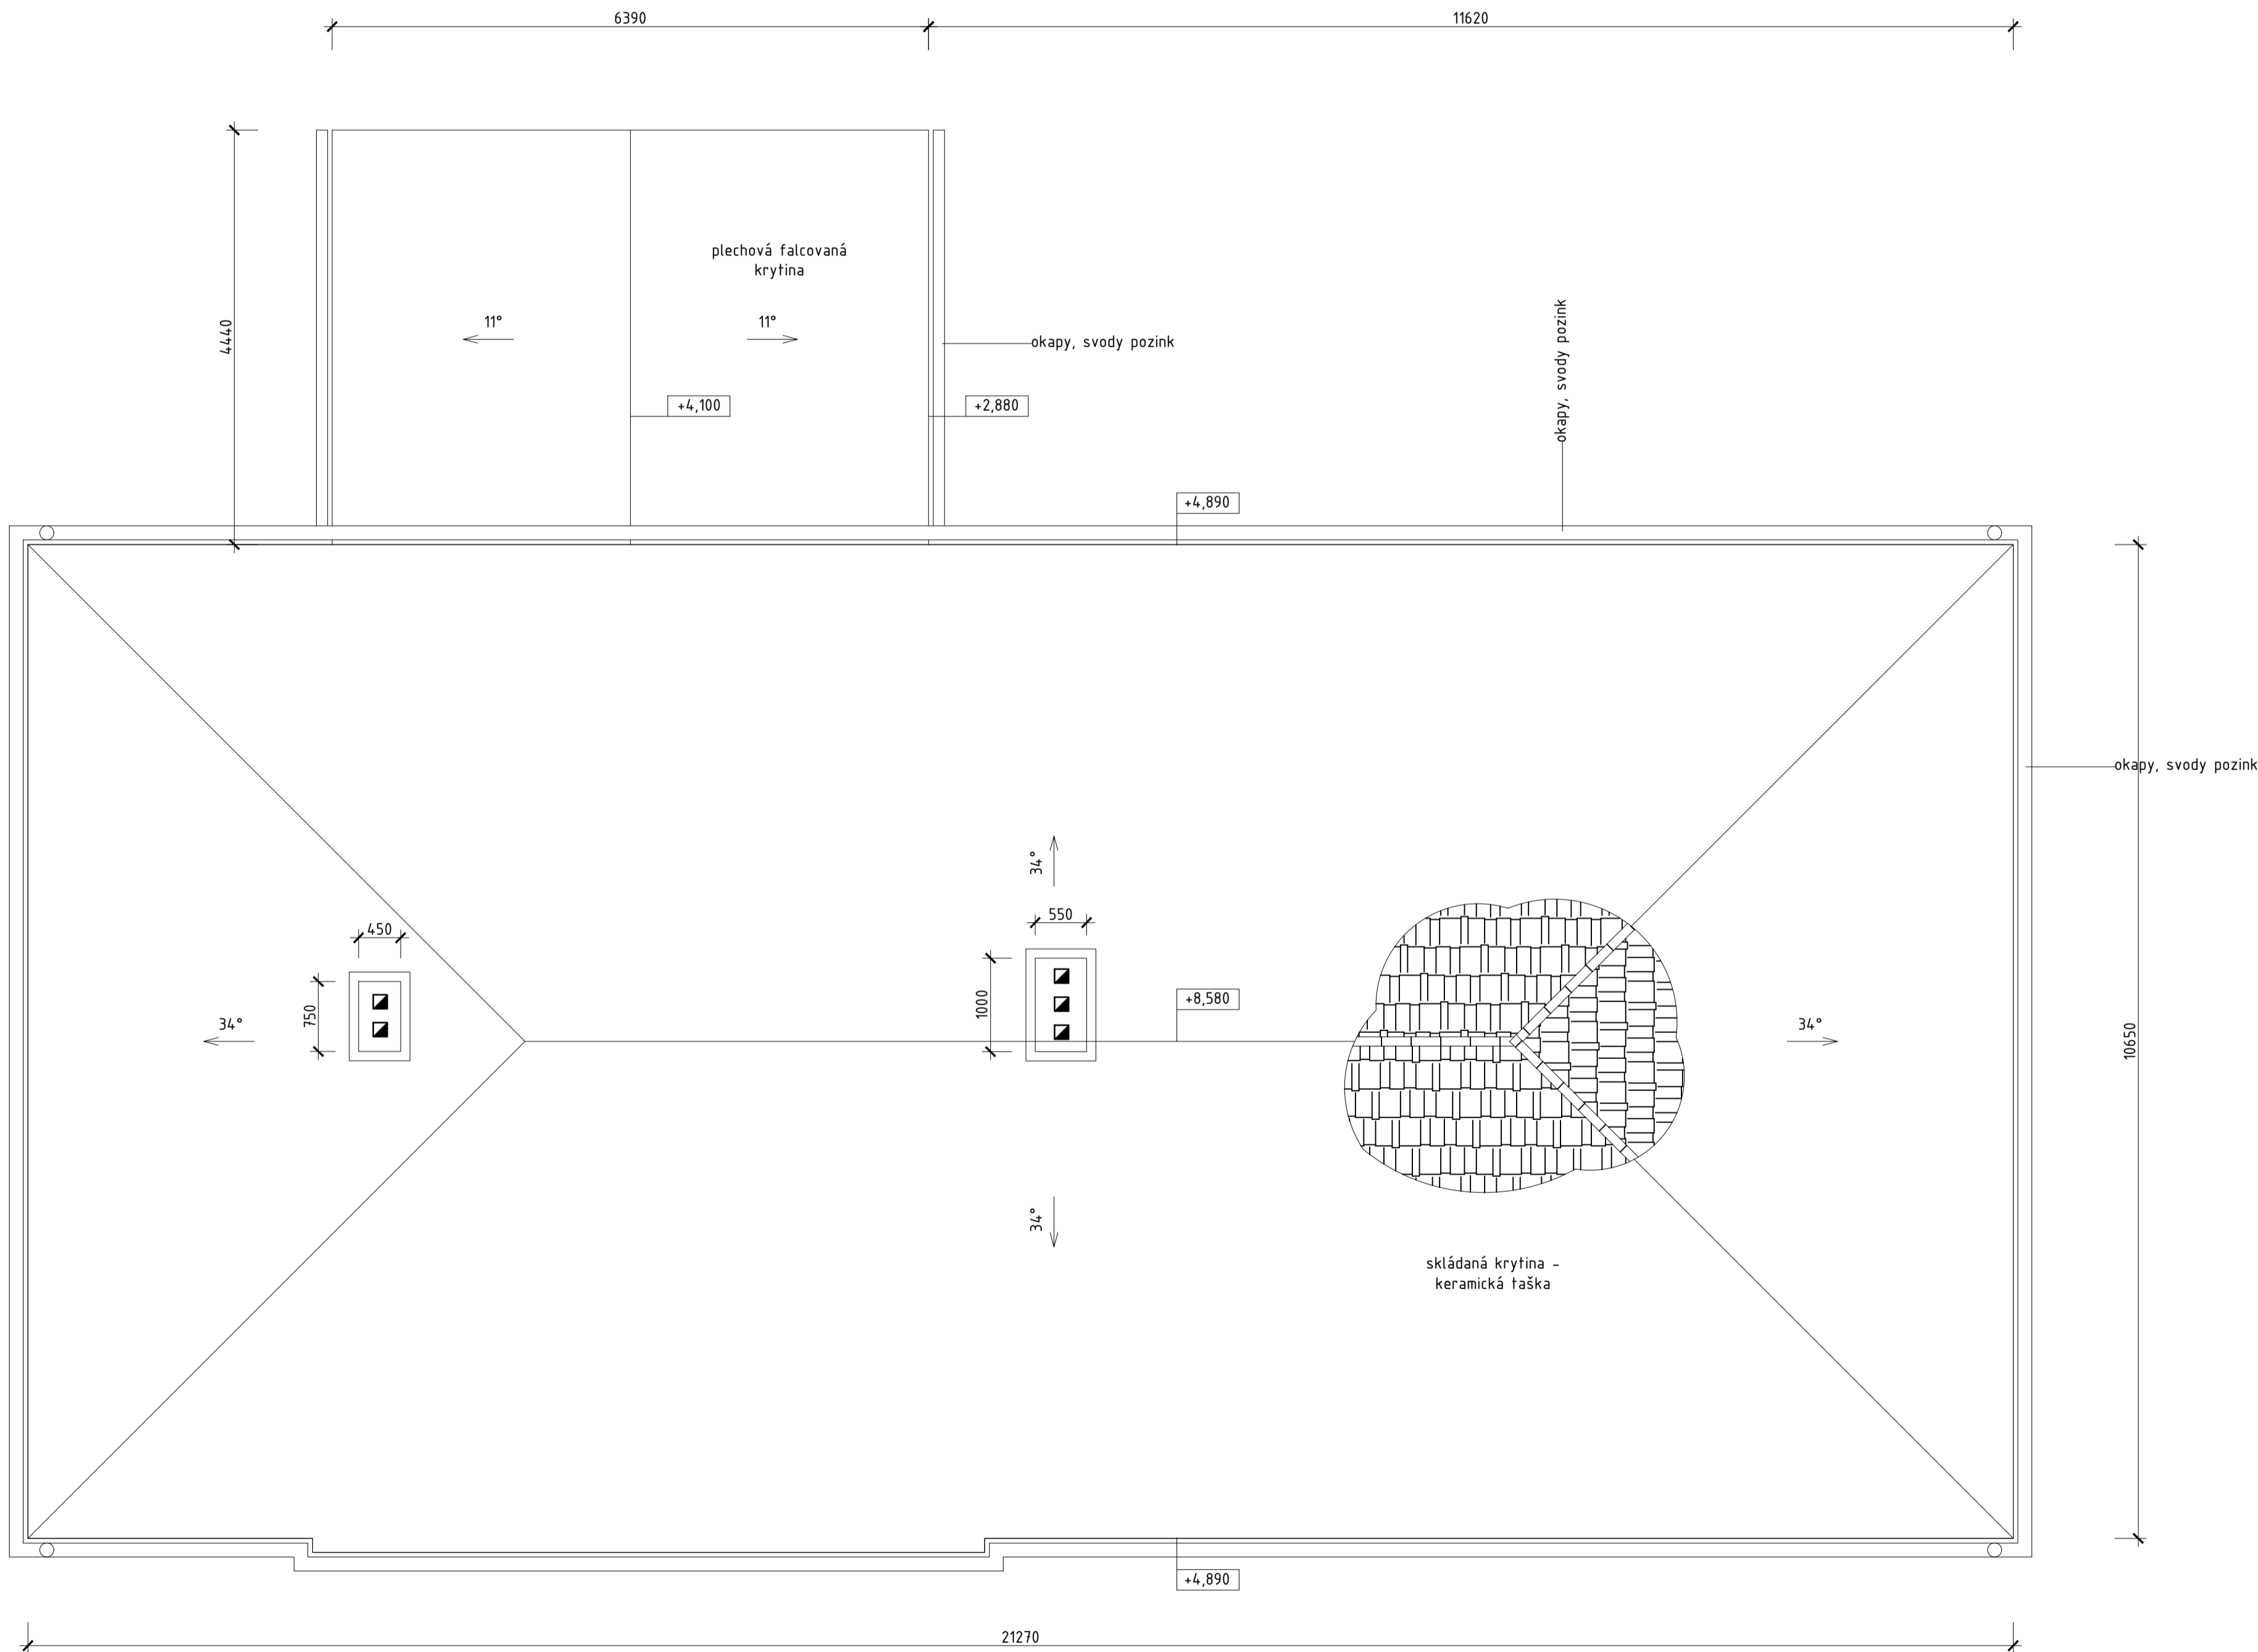 6390
11620
plechová falcovaná
krytina
11°
11°
4440
okapy, svody pozink
okapy, svody pozink
+4,100
+2,880
+4,890
okapy, svody pozink
34°
450
550
750
1000
+8,580
34°
34°
10650
34°
skládaná krytina -
keramická taška
+4,890
21270